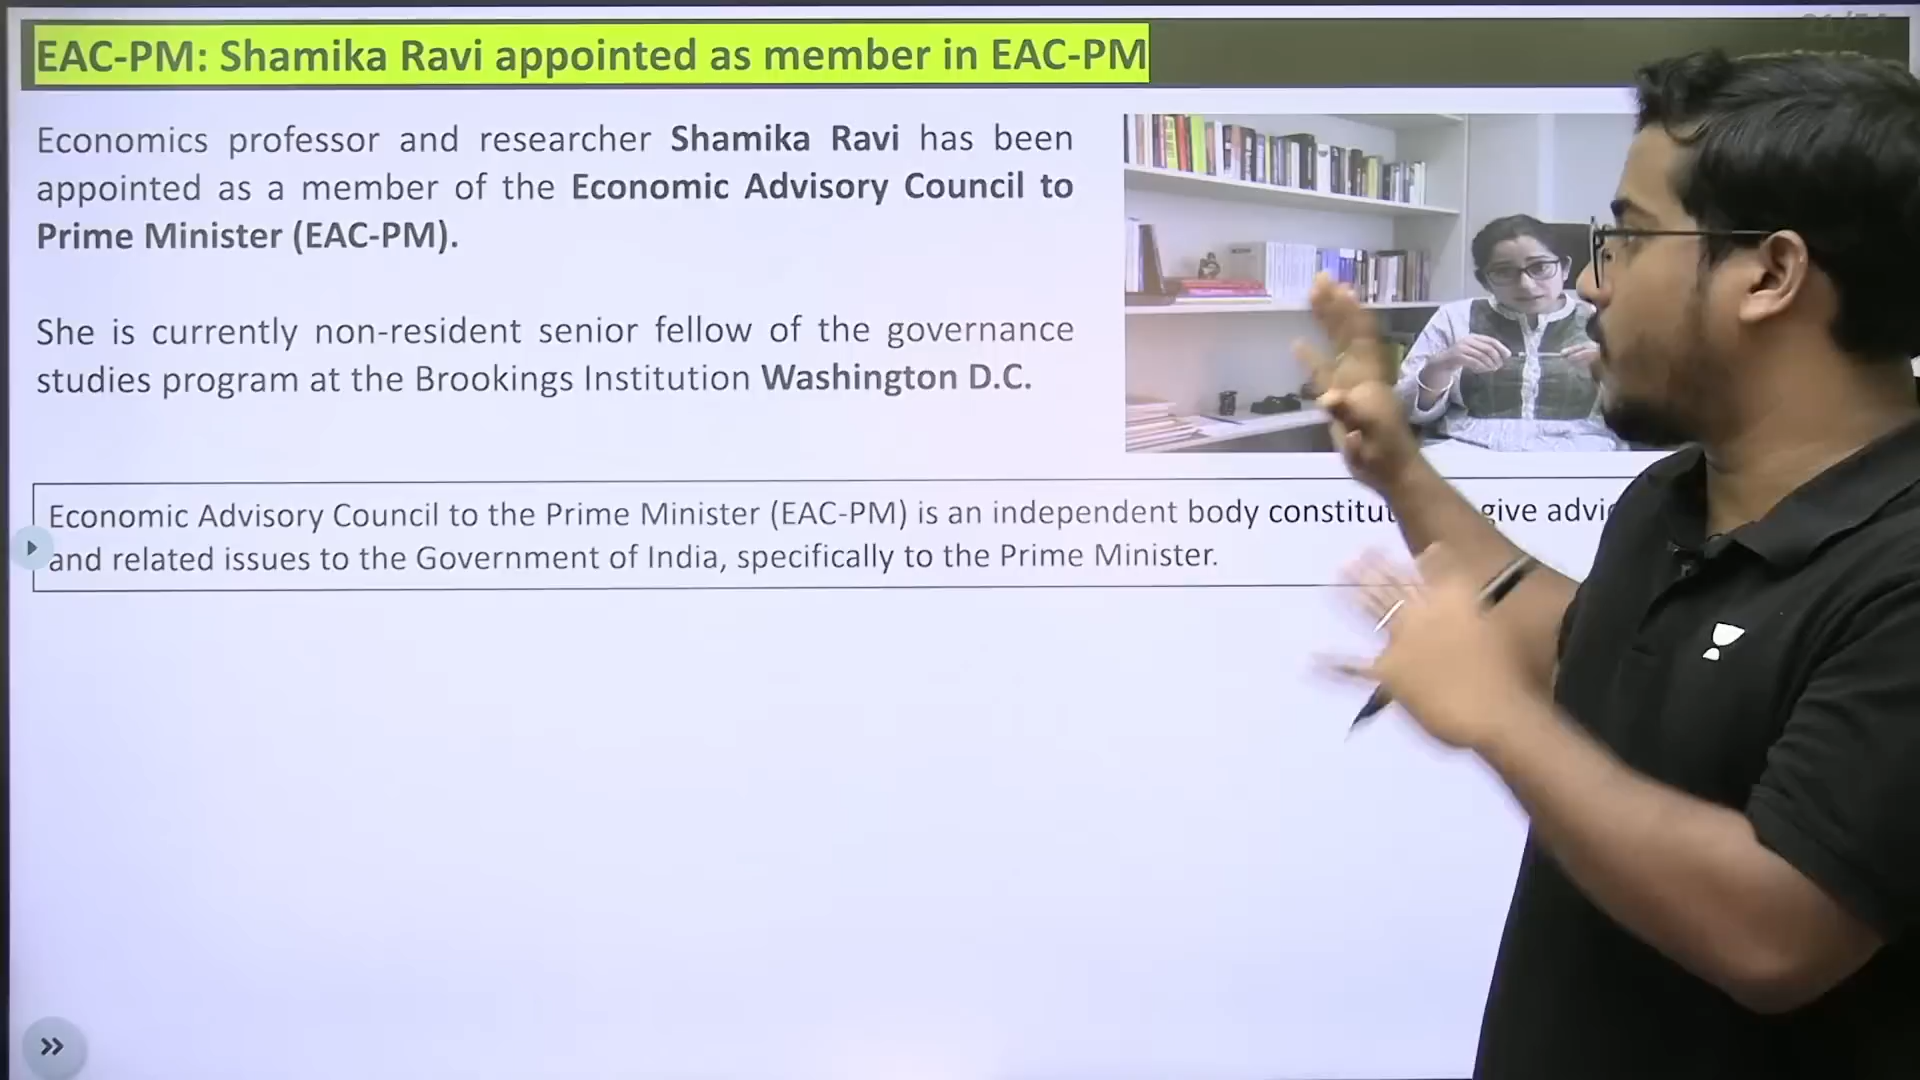 EAC-PM: Shamika Ravi appointed as member in EAC-PM
Economics professor and researcher Shamika Ravi has been
appointed as a member of the Economic Advisory Council to
Prime Minister (EAC-PM).
She is currently non-resident senior fellow of the governance
studies program at the Brookings Institution Washington D.C.
Economic Advisory Council to the Prime Minister (EAC-PM) is an independent body give
and related issues to the Government of India, specifically to the Prime Minister.